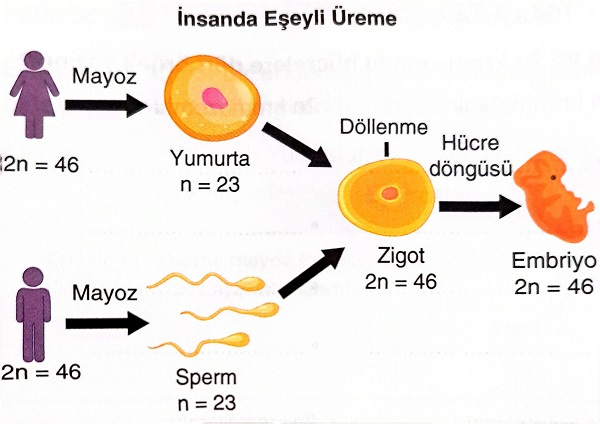 İnsanda Eşeyli Üreme
Mayoz
2n = 46
Yumurta
n = 23
Döllenme
Hücre
döngüsü
Zigot
2n = 46
Embriyo
2n = 46
Mayoz
2n = 46
Sperm
n = 23